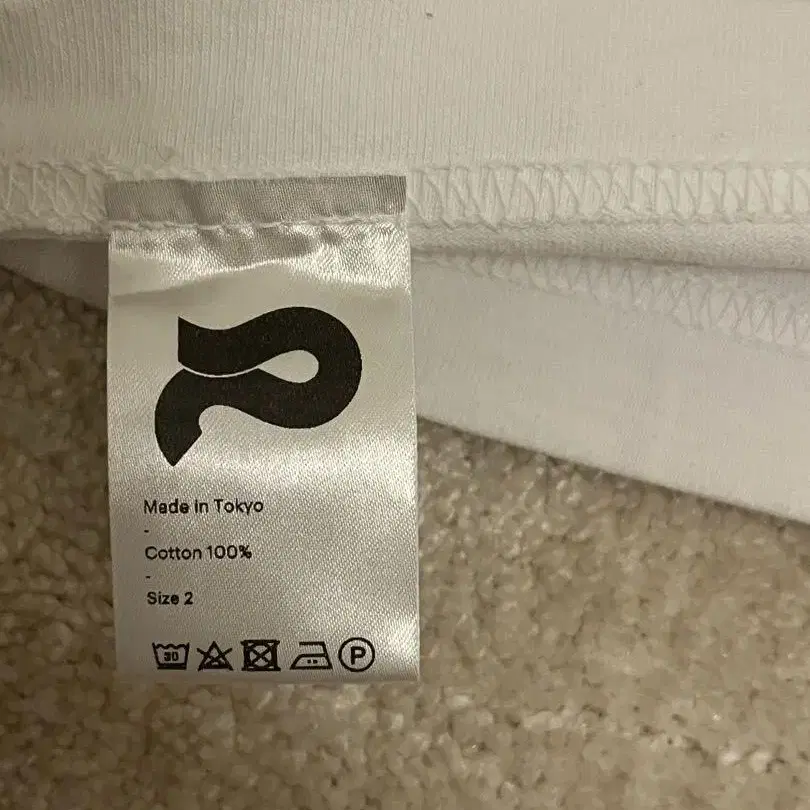 Made in Tokyo
-
Cotton 100%
-
Size 2
30 P